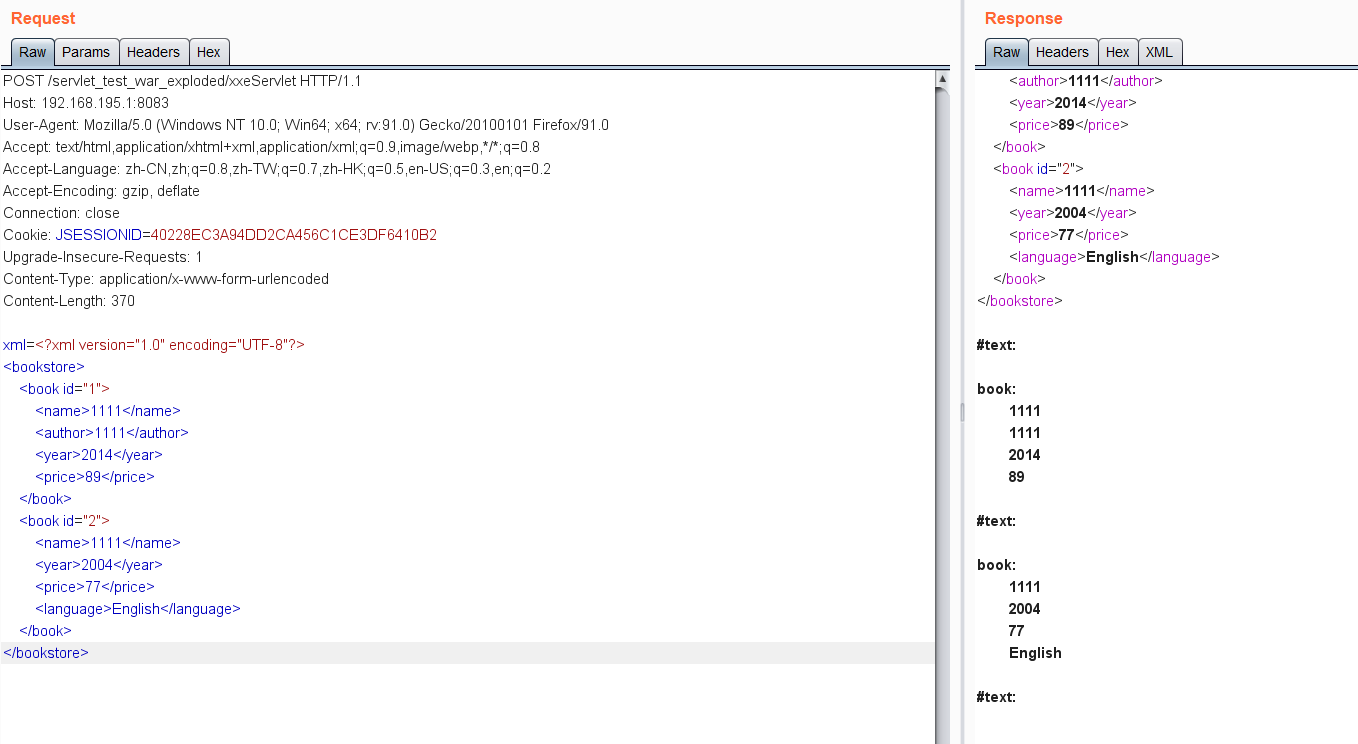 Request
Raw Params Headers Hex
POST /servlet_test_war_exploded/xxeServlet HTTP/1.1
Host: 192.168.195.1:8083
User-Agent: Mozilla/5.0 (Windows NT 10.0; Win64; x64; rv:91.0) Gecko/20100101 Firefox/91.0
Accept: text/html,application/xhtml+xml,application/xml;q=0.9,image/webp,*/*;q=0.8
Accept-Language: zh-CN,zh;q=0.8,zh-TW;q=0.7,zh-HK;q=0.5,en-US;q=0.3,en;q=0.2
Accept-Encoding: gzip, deflate
Connection: close
Cookie: JSESSIONID=40228EC3A94DD2CA456C1CE3DF6410B2
Upgrade-Insecure-Requests: 1
Content-Type: application/x-www-form-urlencoded
Content-Length: 370
xml=<?xml version="1.0" encoding="UTF-8"?>
<bookstore>
<book id="1">
<name>1111</name>
<author>1111</author>
<year>2014</year>
<price>89</price>
</book>
<book id="2">
<name>1111</name>
<year>2004</year>
<price>77</price>
<language>English</language>
</book>
</bookstore>
Response
Raw Headers Hex XML
<author>1111</author>
<year>2014</year>
<price>89</price>
</book>
<book id="2">
<name>1111</name>
<year>2004</year>
<price>77</price>
<language>English</language>
</book>
</bookstore>
#text:
book:
1111
1111
2014
89
#text:
book:
1111
2004
77
English
#text: